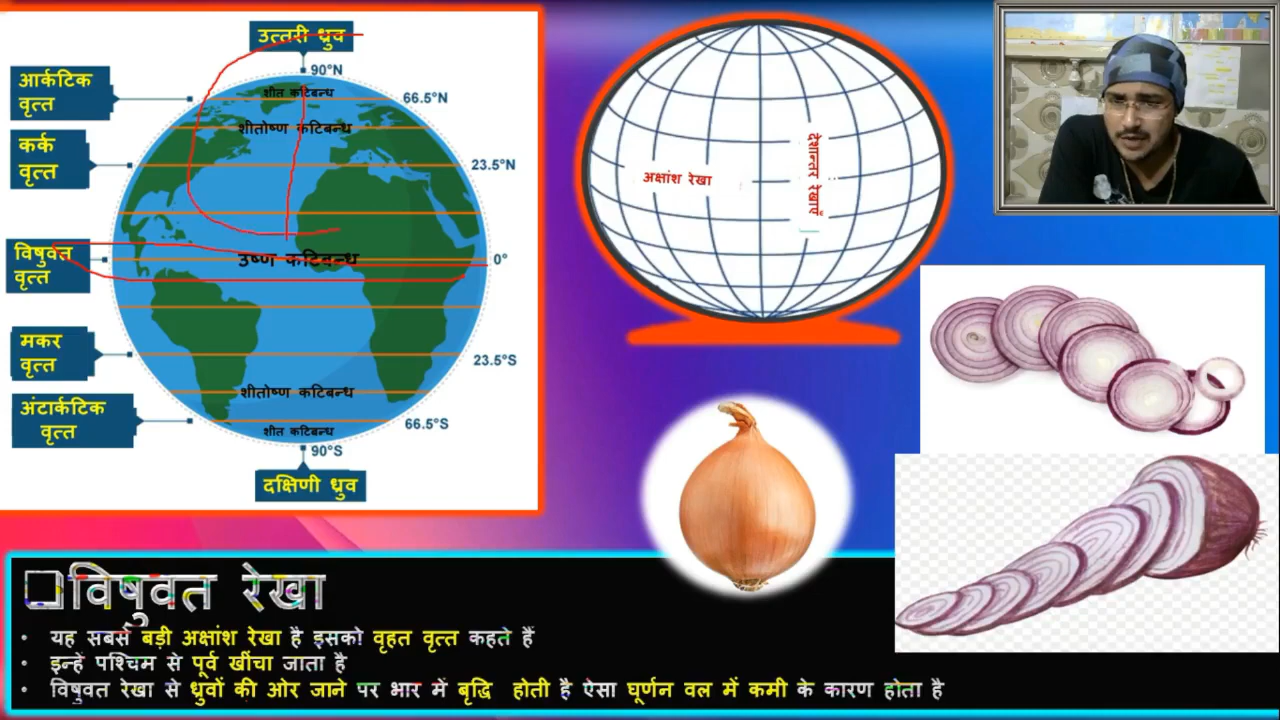 उत्तरी ध्रुव
90°N
आर्कटिक
वृत्त
शीत कटिबन्ध
66.5°N
शीतोष्ण कटिबन्ध
कर्क
वृत्त
23.5°N
विषुवत
वृत्त
उष्ण कटिबन्ध
0°
मकर
वृत्त
23.5°S
शीतोष्ण कटिबन्ध
अंटार्कटिक
वृत्त
66.5°S
शीत कटिबन्ध
90°S
दक्षिणी ध्रुव
अक्षांश रेखा
देशान्तर रेखाएँ
विषुवत रेखा
• यह सबसे बड़ी अक्षांश रेखा है इसको वृहत वृत्त कहते हैं
• इन्हें पश्चिम से पूर्व खींचा जाता है
• विषुवत रेखा से ध्रुवों की ओर जाने पर भार में बृद्धि होती है ऐसा घूर्णन वल में कमी के कारण होता है